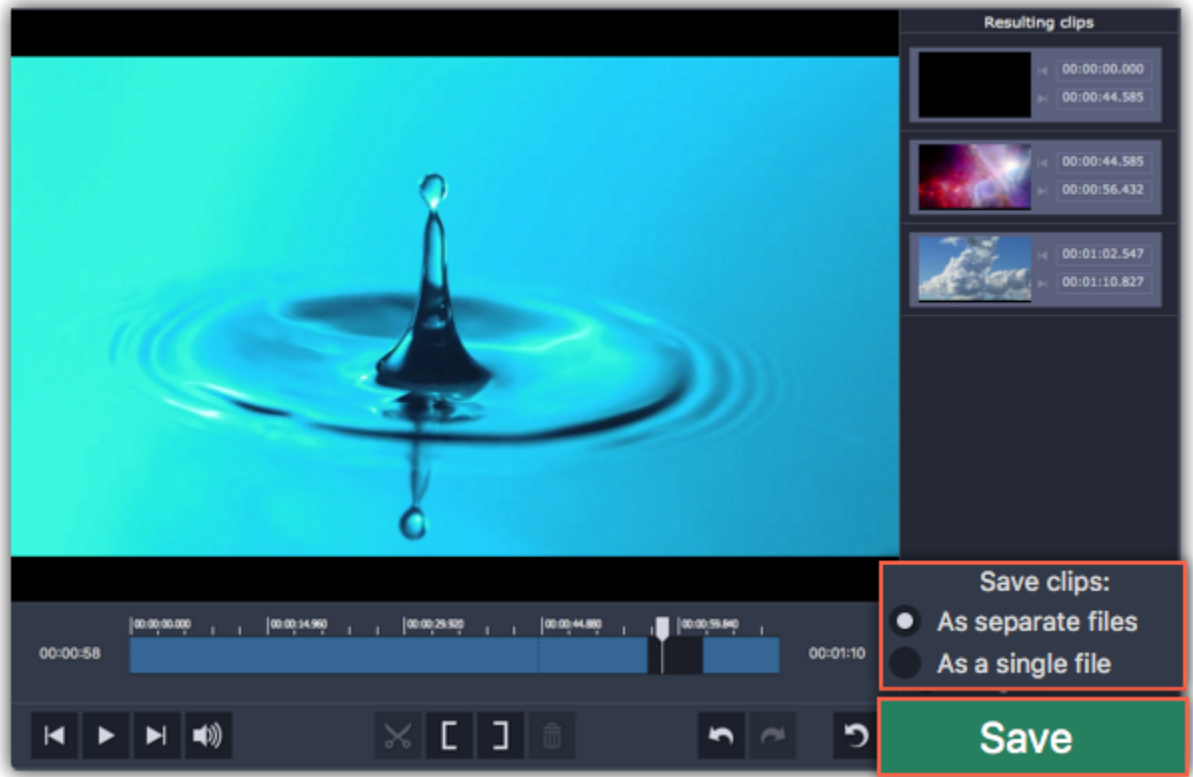 Resulting clips
00:00:00.000
00:00:44.585
00:00:44.585
00:00:56.432
00:01:02.547
00:01:10.827
Save clips:
As separate files
As a single file
00:00:00.000 00:00:14.960 00:00:29.920 00:00:44.880 00:00:59.840
00:00:58 00:01:10
Save